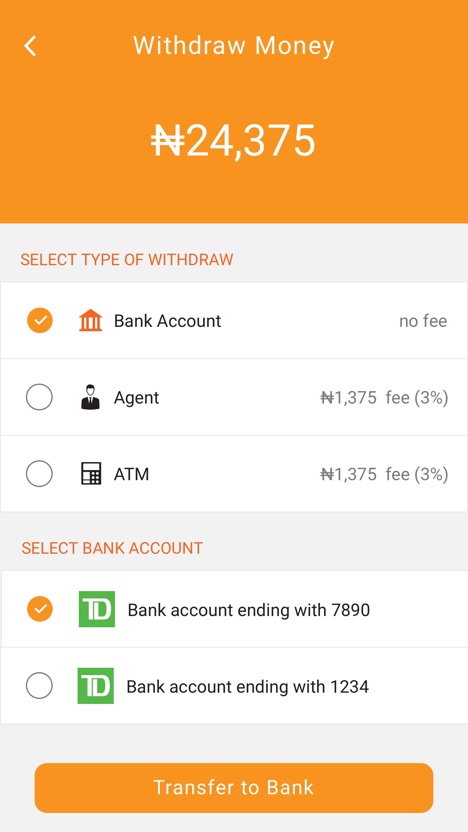 Withdraw Money
₦24,375
SELECT TYPE OF WITHDRAW
Bank Account no fee
Agent ₦1,375 fee (3%)
ATM ₦1,375 fee (3%)
SELECT BANK ACCOUNT
TD Bank account ending with 7890
TD Bank account ending with 1234
Transfer to Bank